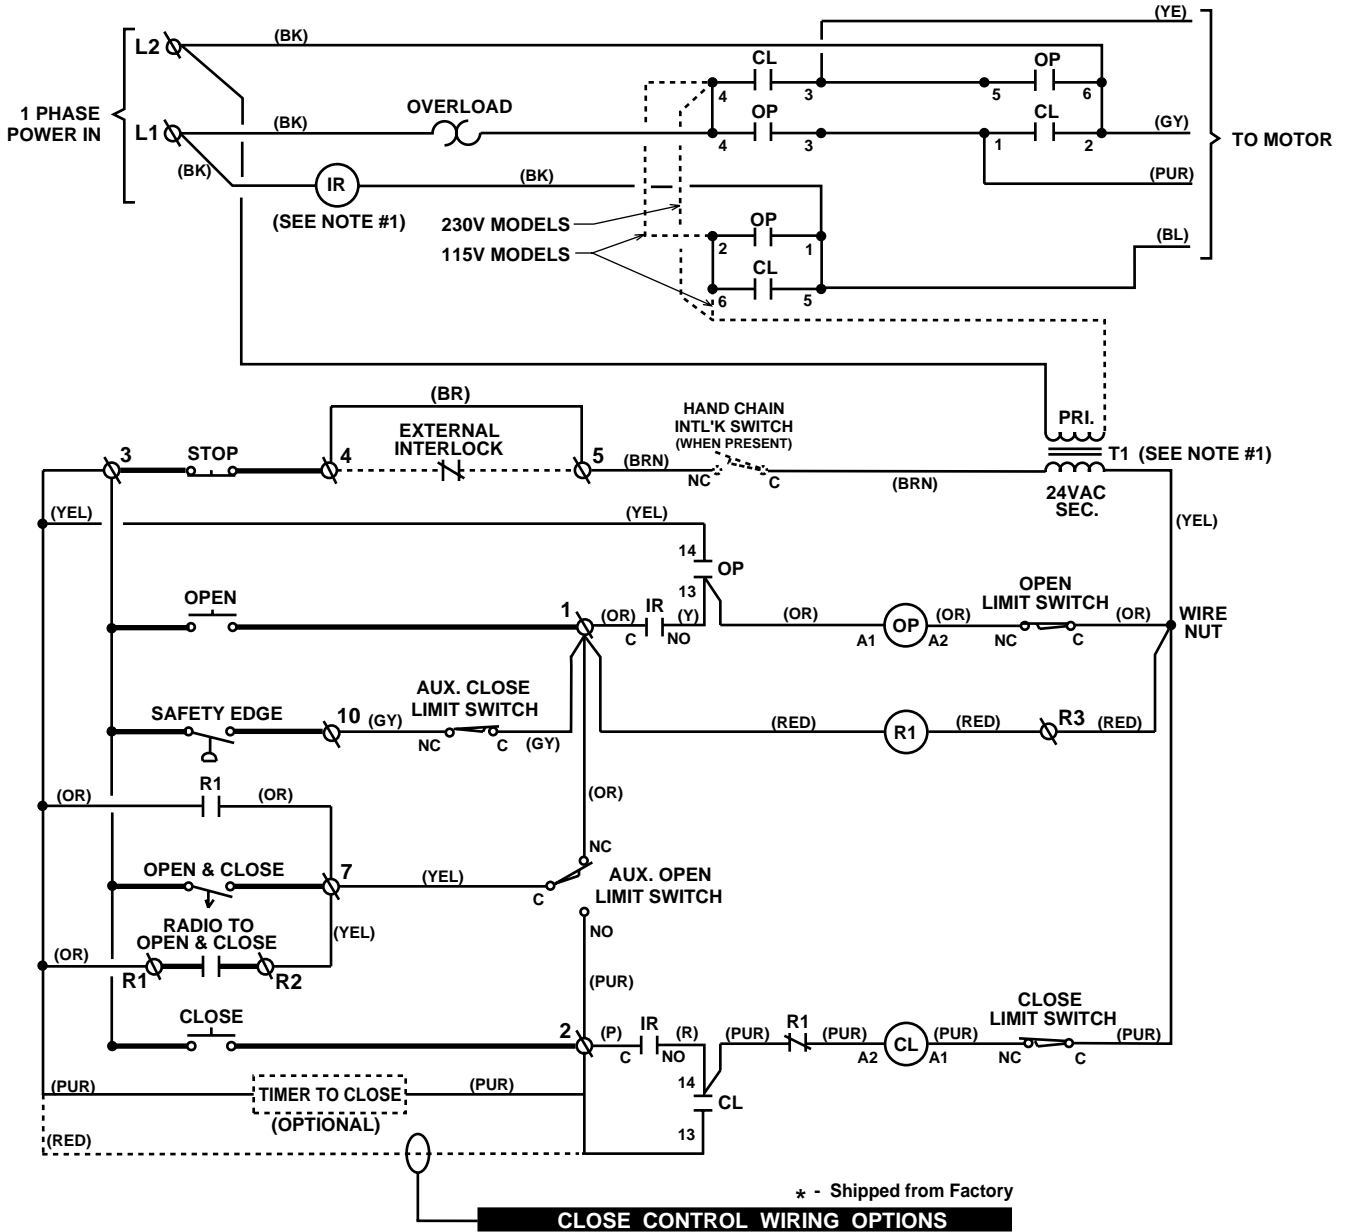 (YE)
L2
(BK)
CL
OP
4
3
5
6
1 PHASE
POWER IN
OVERLOAD
L1
(BK)
OP
CL
(GY)
4
3
1
2
TO MOTOR
(BK)
IR
(BK)
(PUR)
(SEE NOTE #1)
230V MODELS
OP
2
1
(BL)
115V MODELS
CL
6
5
(BR)
HAND CHAIN
INTL'K SWITCH
(WHEN PRESENT)
PRI.
3
STOP
4
EXTERNAL
INTERLOCK
5
(BRN)
NC
C
(BRN)
T1 (SEE NOTE #1)
24VAC
SEC.
(YEL)
(YEL)
(YEL)
14
OP
13
OPEN
1
(OR)
IR
(Y)
C
NO
(OR)
A1
OP
A2
(OR)
OPEN
LIMIT SWITCH
NC
C
(OR)
WIRE
NUT
SAFETY EDGE
10
(GY)
AUX. CLOSE
LIMIT SWITCH
NC
C
(GY)
(RED)
R1
(RED)
R3
(RED)
(OR)
R1
(OR)
(OR)
OPEN & CLOSE
7
(YEL)
C
NC
AUX. OPEN
LIMIT SWITCH
NO
RADIO TO
OPEN & CLOSE
(YEL)
(OR)
R1
R2
(PUR)
CLOSE
2
(P)
IR
(R)
C
NO
(PUR)
R1
(PUR)
A2
CL
A1
(PUR)
CLOSE
LIMIT SWITCH
NC
C
(PUR)
14
CL
13
(PUR)
TIMER TO CLOSE
(PUR)
(OPTIONAL)
(RED)
* - Shipped from Factory
CLOSE CONTROL WIRING OPTIONS